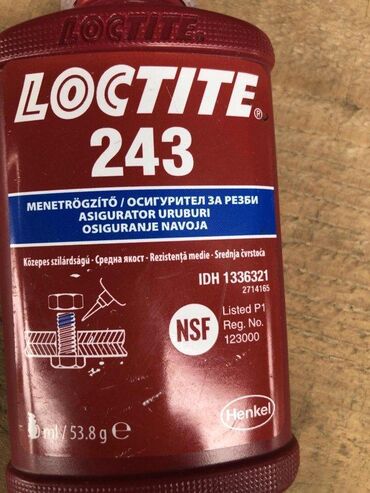 LOCTITE®
243
MENETRÖGZÍTŐ / ОСИГУРИТЕЛ ЗА РЕЗБИ
ASIGURATOR URUBURI
OSIGURANJE NAVOJA
Közepes szilárdságú · Средна якост · Rezistență medie · Srednja čvrstoća
IDH 1336321
2714165
NSF
Listed P1
Reg. No.
123000
ml / 53.8 g ℮
Henkel